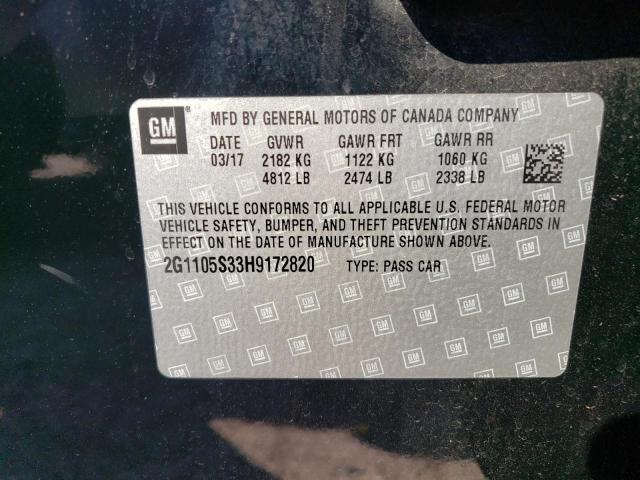 GM ® MFD BY GENERAL MOTORS OF CANADA COMPANY
DATE GVWR GAWR FRT GAWR RR
03/17 2182 KG 1122 KG 1060 KG
4812 LB 2474 LB 2338 LB
THIS VEHICLE CONFORMS TO ALL APPLICABLE U.S. FEDERAL MOTOR
VEHICLE SAFETY, BUMPER, AND THEFT PREVENTION STANDARDS IN
EFFECT ON THE DATE OF MANUFACTURE SHOWN ABOVE.
2G1105S33H9172820 TYPE: PASS CAR